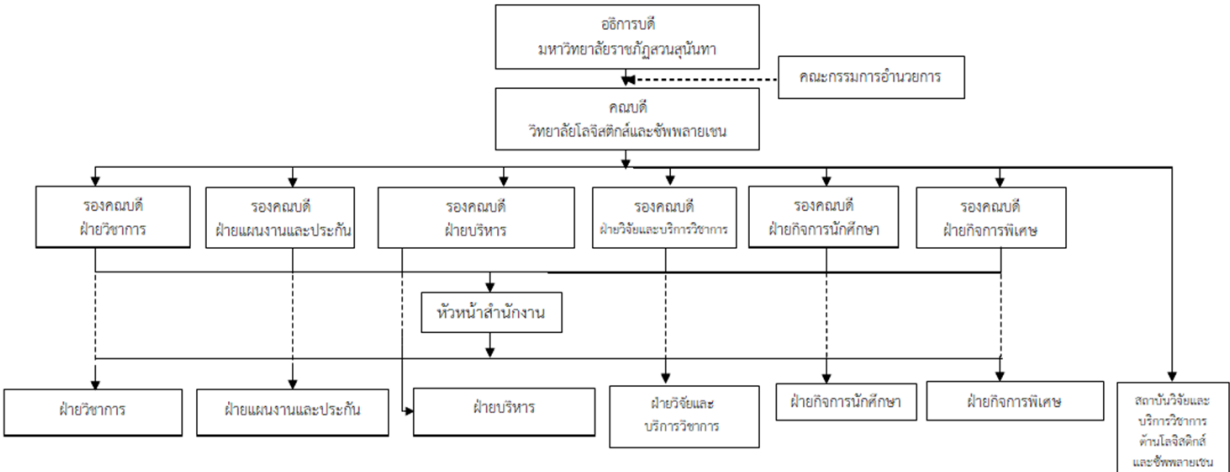 อธิการบดี
มหาวิทยาลัยราชภัฏสวนสุนันทา
คณะกรรมการอำนวยการ
คณบดี
วิทยาลัยโลจิสติกส์และซัพพลายเชน
รองคณบดี
ฝ่ายวิชาการ
รองคณบดี
ฝ่ายแผนงานและประกัน
รองคณบดี
ฝ่ายบริหาร
รองคณบดี
ฝ่ายวิจัยและบริการวิชาการ
รองคณบดี
ฝ่ายกิจการนักศึกษา
รองคณบดี
ฝ่ายกิจการพิเศษ
หัวหน้าสำนักงาน
ฝ่ายวิชาการ
ฝ่ายแผนงานและประกัน
ฝ่ายบริหาร
ฝ่ายวิจัยและ
บริการวิชาการ
ฝ่ายกิจการนักศึกษา
ฝ่ายกิจการพิเศษ
สถาบันวิจัยและ
บริการวิชาการ
ด้านโลจิสติกส์
และซัพพลายเชน